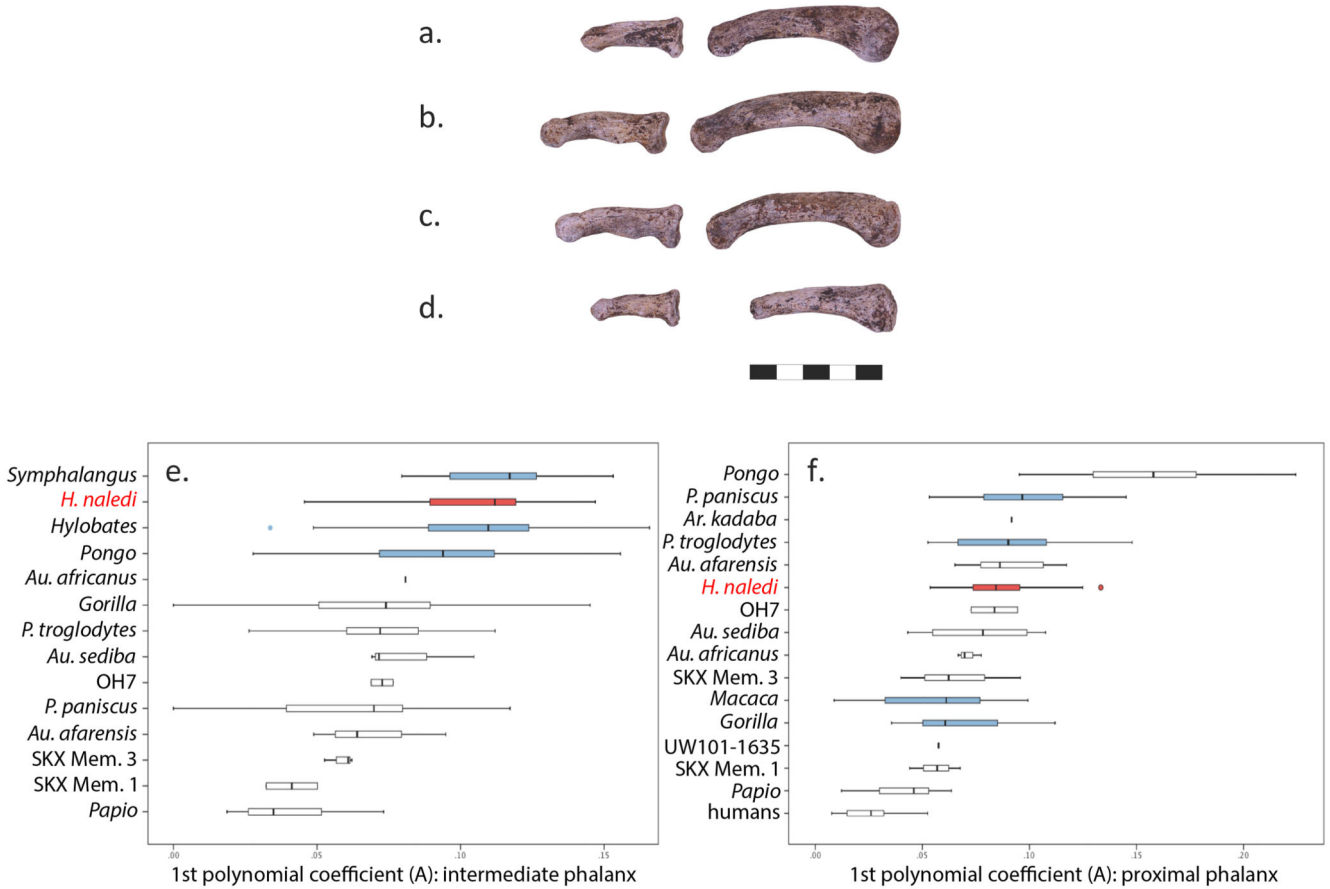 a.
b.
c.
d.
e.
Symphalangus
H. naledi
Hylobates
Pongo
Au. africanus
Gorilla
P. troglodytes
Au. sediba
OH7
P. paniscus
Au. afarensis
SKX Mem. 3
SKX Mem. 1
Papio
.00 .05 .10 .15
1st polynomial coefficient (A): intermediate phalanx
f.
Pongo
P. paniscus
Ar. kadaba
P. troglodytes
Au. afarensis
H. naledi
OH7
Au. sediba
Au. africanus
SKX Mem. 3
Macaca
Gorilla
UW101-1635
SKX Mem. 1
Papio
humans
.00 .05 .10 .15 .20
1st polynomial coefficient (A): proximal phalanx